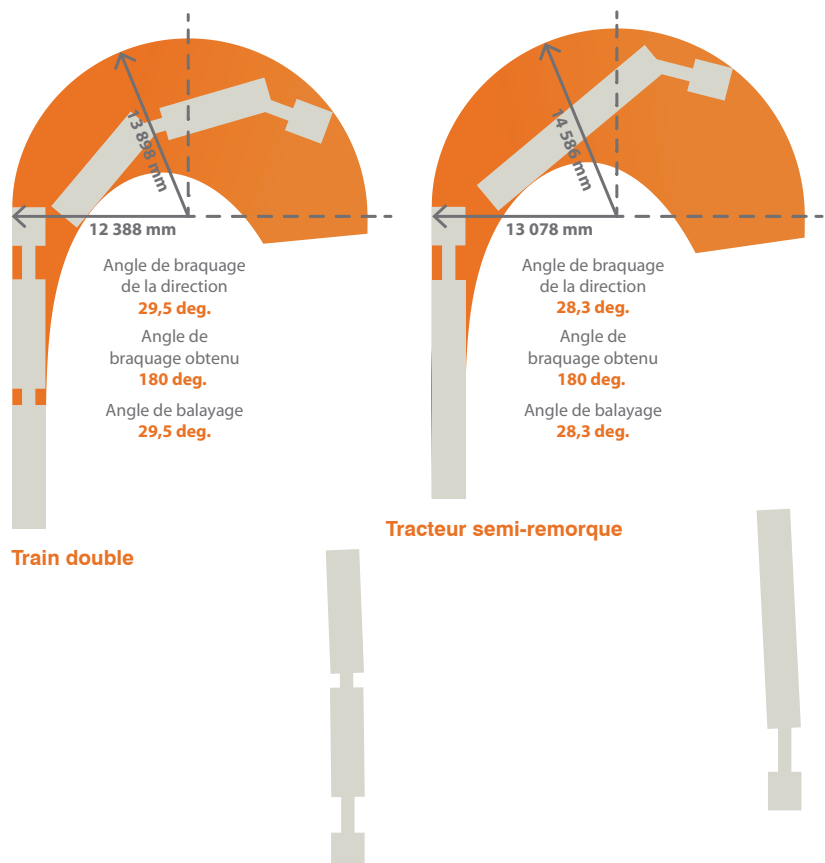 13 898 mm
12 388 mm
Angle de braquage
de la direction
29,5 deg.
Angle de
braquage obtenu
180 deg.
Angle de balayage
29,5 deg.
Train double
14 586 mm
13 078 mm
Angle de braquage
de la direction
28,3 deg.
Angle de
braquage obtenu
180 deg.
Angle de balayage
28,3 deg.
Tracteur semi-remorque